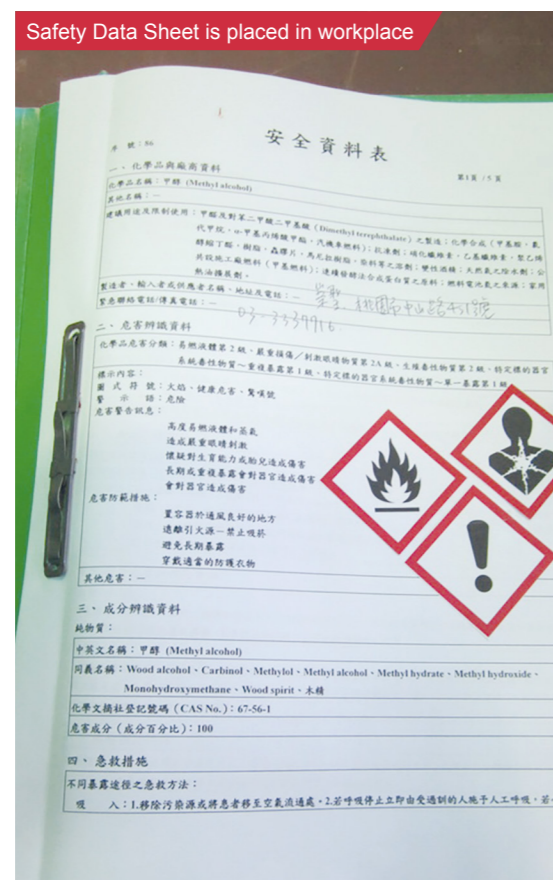 Safety Data Sheet is placed in workplace
安全資料表
序 號：86
第1頁 /5頁
一、化學品與廠商資料
化學品名稱：甲醇 (Methyl alcohol)
其他名稱：—
建議用途及限制使用：甲酯及對苯二甲酸二甲基酸（Dimethyl terephthalate）之製造；化學合成（甲基胺，氯
代甲烷，α-甲基丙烯酸甲酯，汽機車燃料）；抗凍劑；硝化纖維素，乙基纖維素，聚乙烯
醇縮丁醛，樹脂，蟲膠片，馬尼拉樹脂，染料等之溶劑；變性酒精；天然氣之除水劑；公
共設施工廠燃料（甲基燃料）；連續發酵法合成蛋白質之原料；燃料電池氫之來源；家用
熱油擴展劑。
製造者、輸入者或供應者名稱、地址及電話：— 桃園市中山路451號
緊急聯絡電話/傳真電話：— 03-3339916
二、危害辨識資料
化學品危害分類：易燃液體第2級、嚴重損傷／刺激眼睛物質第2A級、生殖毒性物質第2級、特定標的器官
系統毒性物質～重複暴露第1級、特定標的器官系統毒性物質～單一暴露第1級
標示內容：
圖 式 符 號：火焰、健康危害、驚嘆號
警 示 語：危險
危害警告訊息：
高度易燃液體和蒸氣
造成嚴重眼睛刺激
懷疑對生育能力或胎兒造成傷害
長期或重複暴露會對器官造成傷害
會對器官造成傷害
危害防範措施：
置容器於通風良好的地方
遠離引火源－禁止吸菸
避免長期暴露
穿戴適當的防護衣物
其他危害：—
三、成分辨識資料
純物質：
中英文名稱：甲醇 (Methyl alcohol)
同義名稱：Wood alcohol、Carbinol、Methylol、Methyl alcohol、Methyl hydrate、Methyl hydroxide、
Monohydroxymethane、Wood spirit、木精
化學文摘社登記號碼（CAS No.）：67-56-1
危害成分（成分百分比）：100
四、急救措施
不同暴露途徑之急救方法：
吸 入：1.移除污染源或將患者移至空氣流通處。2.若呼吸停止立即由受過訓的人施予人工呼吸，若